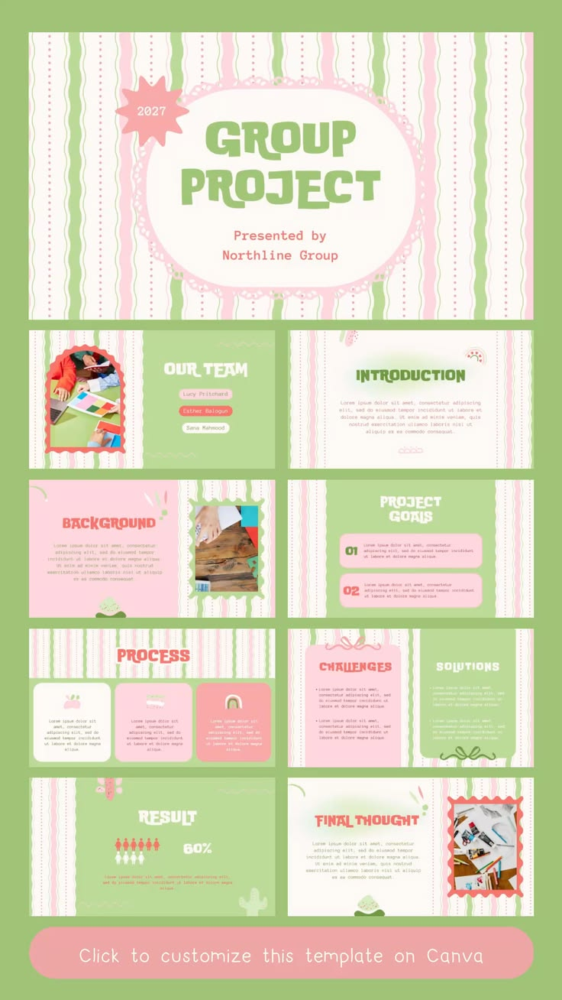 2027
GROUP
PROJECT
Presented by
Northline Group
OUR TEAM
Lucy Pritchard
Esther Balogun
Sana Mahmood
INTRODUCTION
Lorem ipsum dolor sit amet, consectetur adipiscing
elit, sed do eiusmod tempor incididunt ut labore et
dolore magna aliqua. Ut enim ad minim veniam, quis
nostrud exercitation ullamco laboris nisi ut
aliquip ex ea commodo consequat.
BACKGROUND
Lorem ipsum dolor sit amet, consectetur
adipiscing elit, sed do eiusmod tempor
incididunt ut labore et dolore magna aliqua.
Ut enim ad minim veniam, quis nostrud
exercitation ullamco laboris nisi ut aliquip
ex ea commodo consequat.
PROJECT
GOALS
01
Lorem ipsum dolor sit amet, consectetur
adipiscing elit, sed do eiusmod tempor incididunt
ut labore et dolore magna aliqua.
02
Lorem ipsum dolor sit amet, consectetur
adipiscing elit, sed do eiusmod tempor incididunt
ut labore et dolore magna aliqua.
PROCESS
Lorem ipsum dolor sit
amet, consectetur
adipiscing elit, sed do
eiusmod tempor incididunt
ut labore et dolore magna
aliqua.
Lorem ipsum dolor sit
amet, consectetur
adipiscing elit, sed do
eiusmod tempor incididunt
ut labore et dolore magna
aliqua.
Lorem ipsum dolor sit
amet, consectetur
adipiscing elit, sed do
eiusmod tempor incididunt
ut labore et dolore magna
aliqua.
CHALLENGES
• Lorem ipsum dolor sit amet,
consectetur adipiscing elit, sed
do eiusmod tempor incididunt ut
labore et dolore magna aliqua.
• Lorem ipsum dolor sit amet,
consectetur adipiscing elit, sed
do eiusmod tempor incididunt ut
labore et dolore magna aliqua.
SOLUTIONS
• Lorem ipsum dolor sit amet,
consectetur adipiscing elit, sed
do eiusmod tempor incididunt ut
labore et dolore magna aliqua.
• Lorem ipsum dolor sit amet,
consectetur adipiscing elit, sed
do eiusmod tempor incididunt ut
labore et dolore magna aliqua.
RESULT
60%
Lorem ipsum dolor sit amet, consectetur adipiscing elit,
sed do eiusmod tempor incididunt ut labore et dolore magna
aliqua.
FINAL THOUGHT
Lorem ipsum dolor sit amet, consectetur
adipiscing elit, sed do eiusmod tempor
incididunt ut labore et dolore magna aliqua.
Ut enim ad minim veniam, quis nostrud
exercitation ullamco laboris nisi ut aliquip
ex ea commodo consequat.
Click to customize this template on Canva